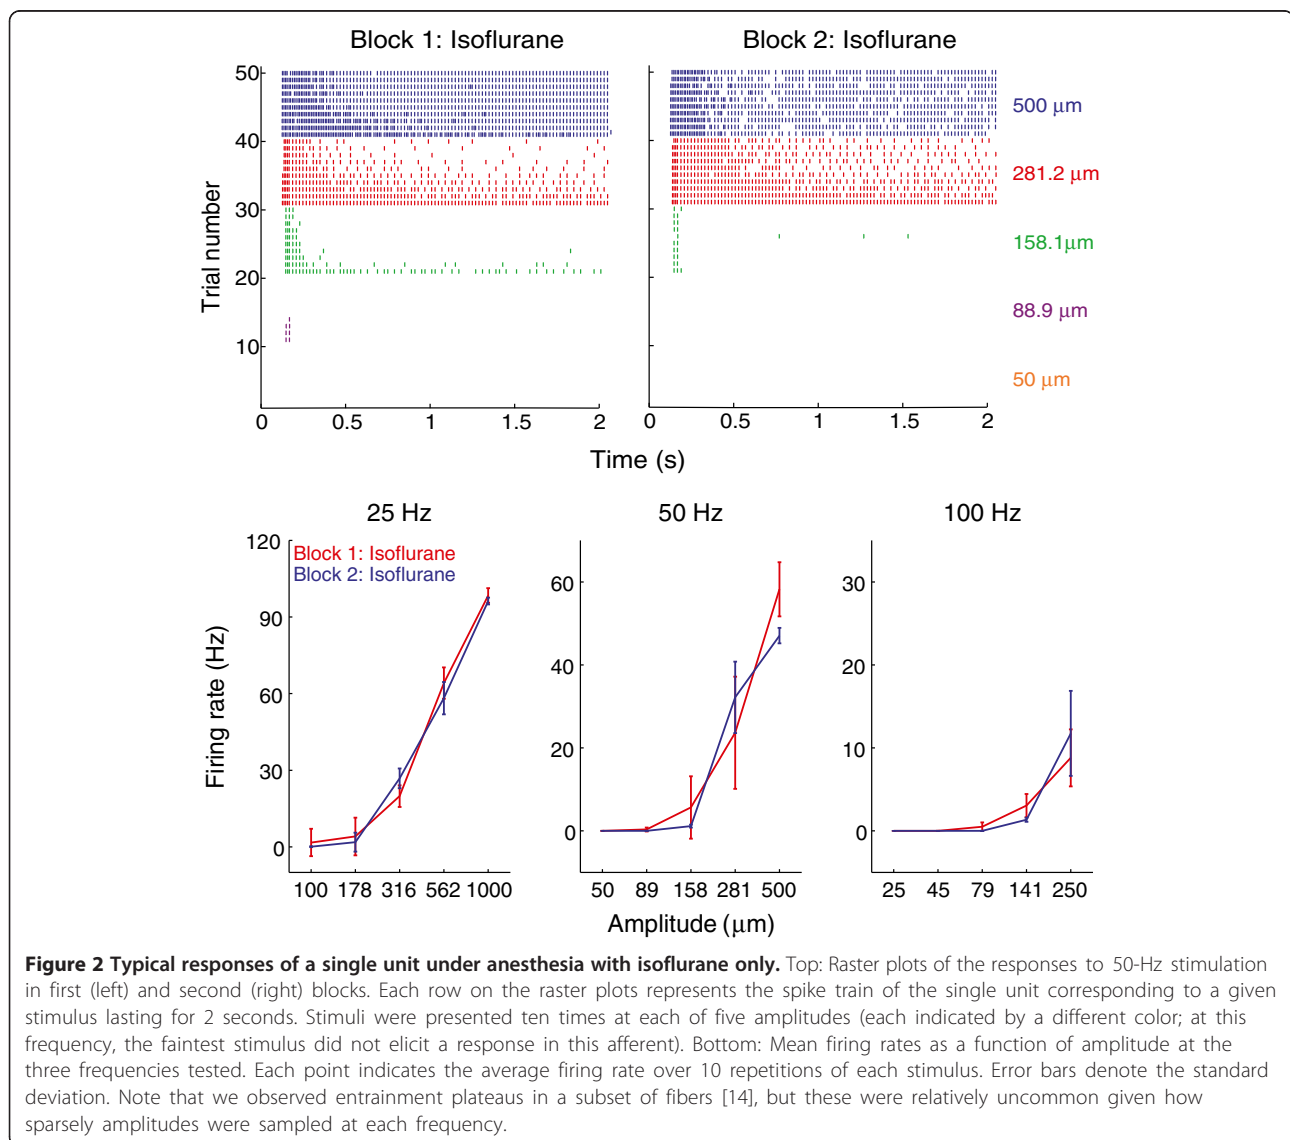 Block 1: Isoflurane
Block 2: Isoflurane
Trial number
50
40
30
20
10
500 µm
281.2 µm
158.1µm
88.9 µm
50 µm
0 0.5 1 1.5 2
0 0.5 1 1.5 2
Time (s)
25 Hz
50 Hz
100 Hz
Block 1: Isoflurane
Block 2: Isoflurane
Firing rate (Hz)
120
90
60
30
0
100 178 316 562 1000
60
40
20
0
50 89 158 281 500
30
20
10
0
25 45 79 141 250
Amplitude (µm)
Figure 2 Typical responses of a single unit under anesthesia with isoflurane only. Top: Raster plots of the responses to 50-Hz stimulation
in first (left) and second (right) blocks. Each row on the raster plots represents the spike train of the single unit corresponding to a given
stimulus lasting for 2 seconds. Stimuli were presented ten times at each of five amplitudes (each indicated by a different color; at this
frequency, the faintest stimulus did not elicit a response in this afferent). Bottom: Mean firing rates as a function of amplitude at the
three frequencies tested. Each point indicates the average firing rate over 10 repetitions of each stimulus. Error bars denote the standard
deviation. Note that we observed entrainment plateaus in a subset of fibers [14], but these were relatively uncommon given how
sparsely amplitudes were sampled at each frequency.